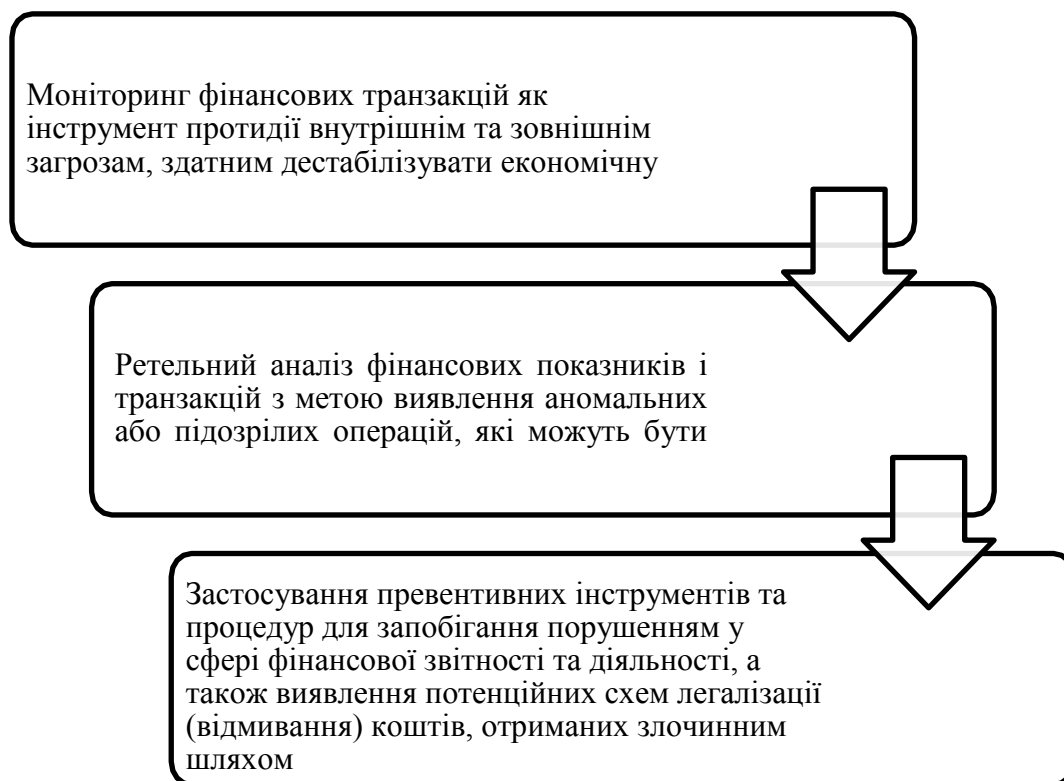 Моніторинг фінансових транзакцій як
інструмент протидії внутрішнім та зовнішнім
загрозам, здатним дестабілізувати економічну
Ретельний аналіз фінансових показників і
транзакцій з метою виявлення аномальних
або підозрілих операцій, які можуть бути
Застосування превентивних інструментів та
процедур для запобігання порушенням у
сфері фінансової звітності та діяльності, а
також виявлення потенційних схем легалізації
(відмивання) коштів, отриманих злочинним
шляхом